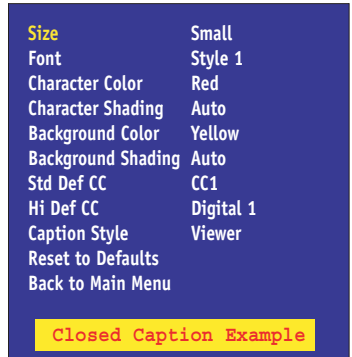 Size Small
Font Style 1
Character Color Red
Character Shading Auto
Background Color Yellow
Background Shading Auto
Std Def CC CC1
Hi Def CC Digital 1
Caption Style Viewer
Reset to Defaults
Back to Main Menu
Closed Caption Example